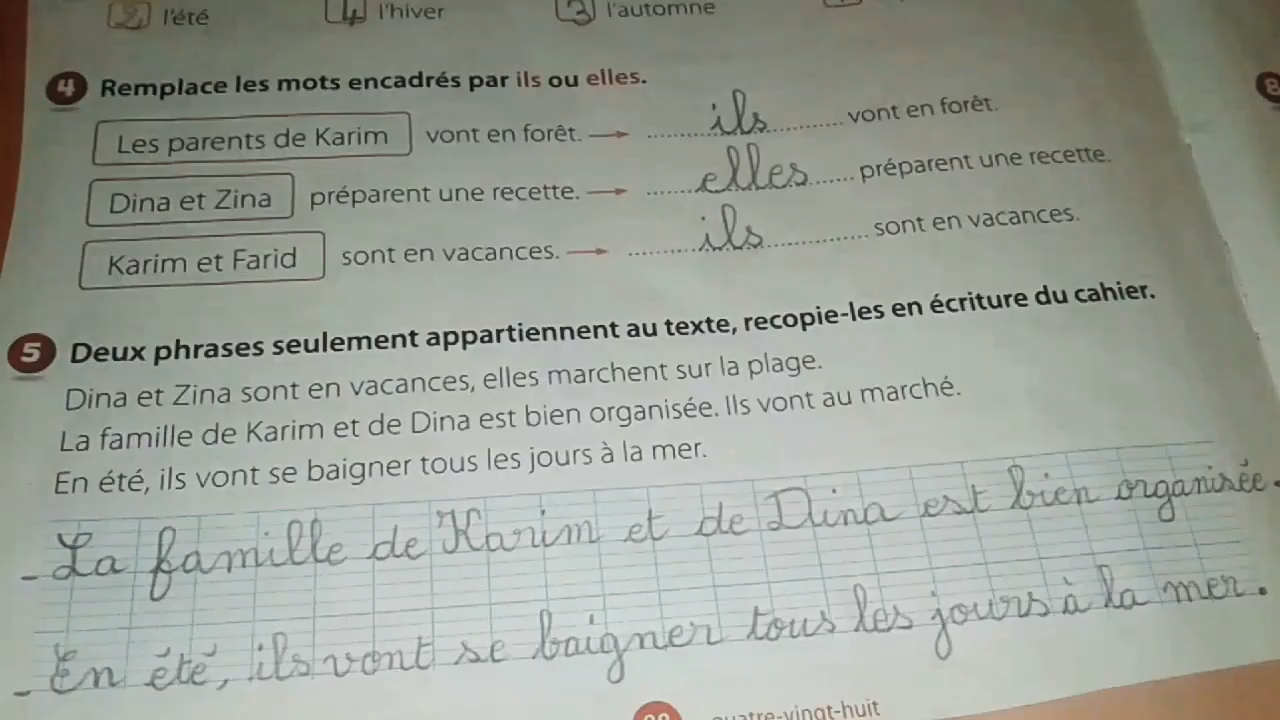 2 l'été 4 l'hiver 3 l'automne
4 Remplace les mots encadrés par ils ou elles.
Les parents de Karim vont en forêt. → ils vont en forêt.
Dina et Zina préparent une recette. → elles préparent une recette.
Karim et Farid sont en vacances. → ils sont en vacances.
5 Deux phrases seulement appartiennent au texte, recopie-les en écriture du cahier.
Dina et Zina sont en vacances, elles marchent sur la plage.
La famille de Karim et de Dina est bien organisée. Ils vont au marché.
En été, ils vont se baigner tous les jours à la mer.
- La famille de Karim et de Dina est bien organisée.
- En été, ils vont se baigner tous les jours à la mer.
quatre-vingt-huit